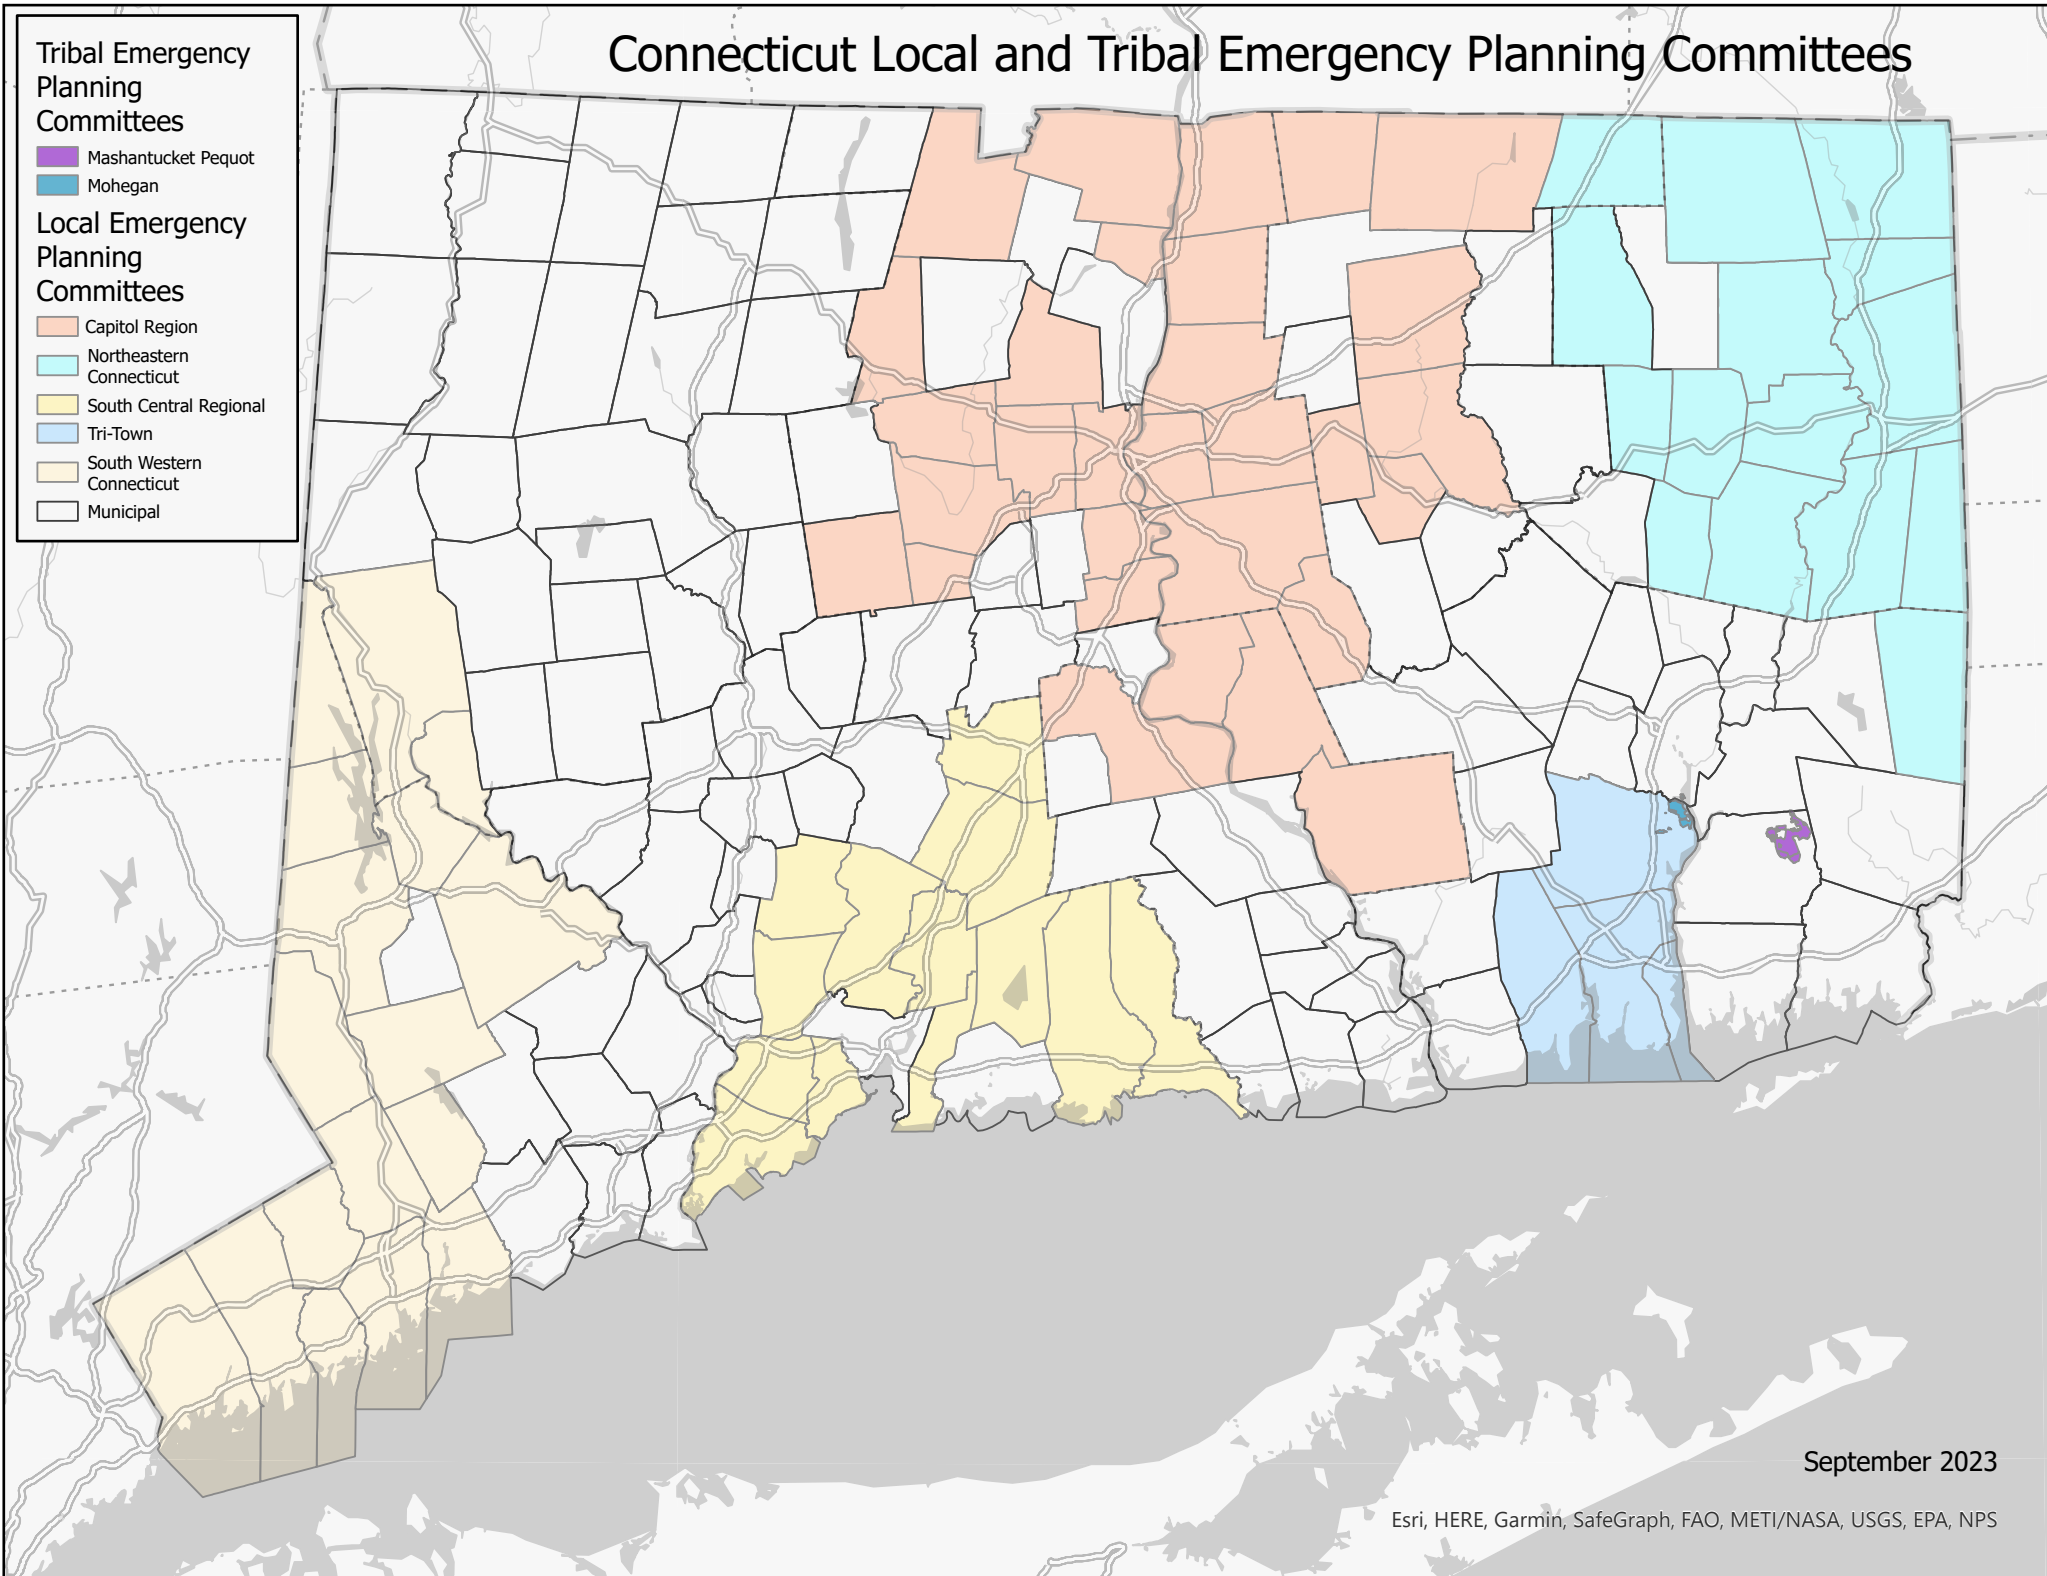 Connecticut Local and Tribal Emergency Planning Committees
Tribal Emergency
Planning
Committees
Mashantucket Pequot
Mohegan
Local Emergency
Planning
Committees
Capitol Region
Northeastern
Connecticut
South Central Regional
Tri-Town
South Western
Connecticut
Municipal
September 2023
Esri, HERE, Garmin, SafeGraph, FAO, METI/NASA, USGS, EPA, NPS